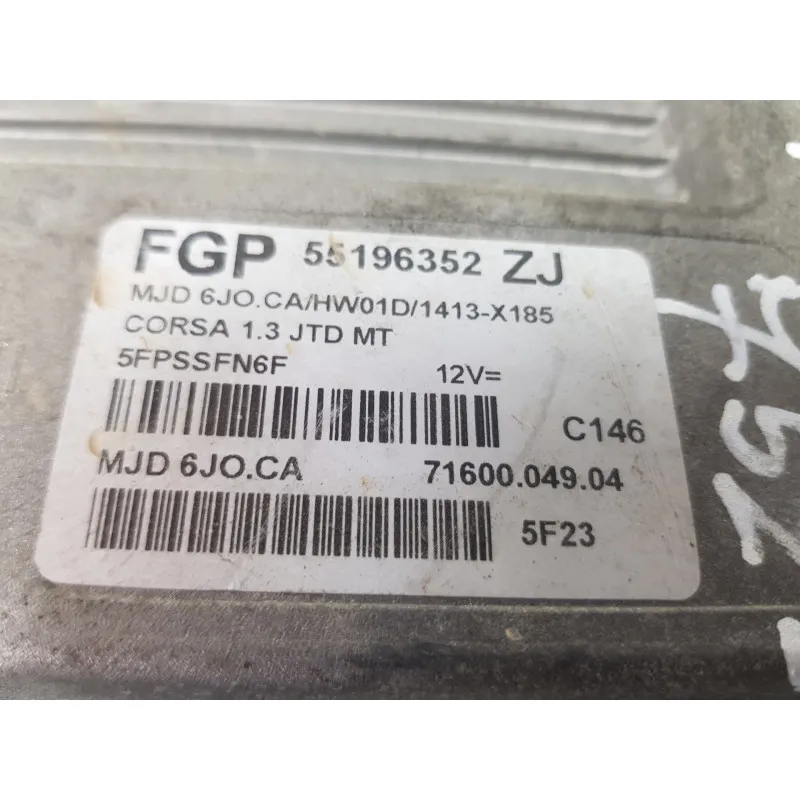 FGP 55196352 ZJ
MJD 6JO.CA/HW01D/1413-X185
CORSA 1.3 JTD MT
5FPSSFN6F 12V=
C146
MJD 6JO.CA 71600.049.04
5F23